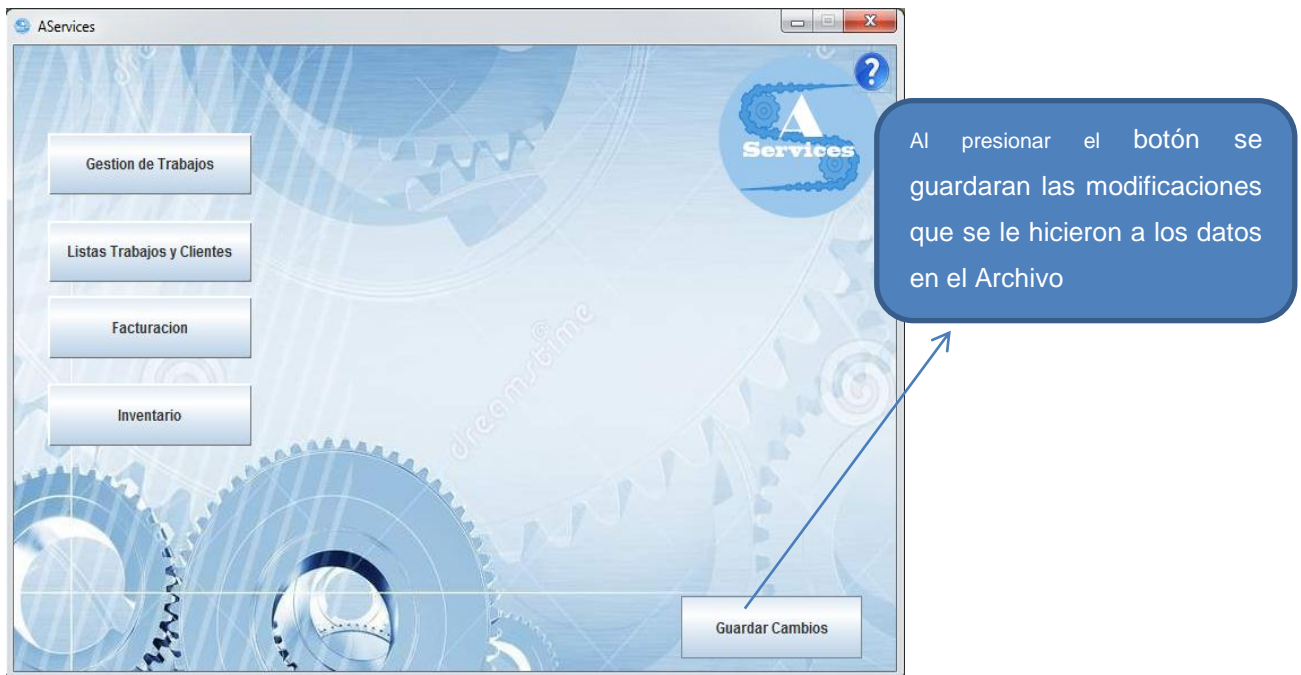 AServices
?
A
Services
Gestion de Trabajos
Listas Trabajos y Clientes
Facturacion
Inventario
dreamstime
Guardar Cambios
Al presionar el botón se
guardaran las modificaciones
que se le hicieron a los datos
en el Archivo